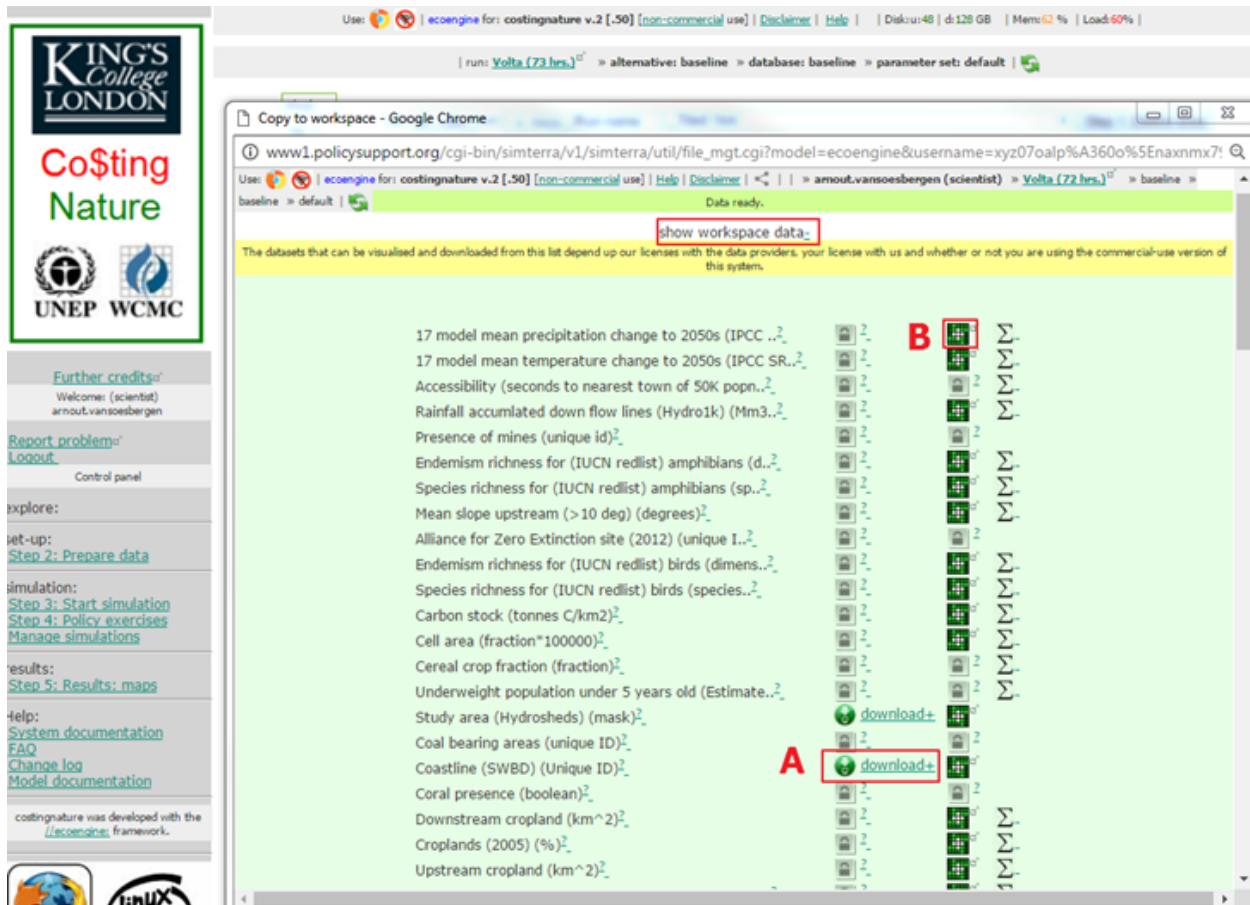 Use: | ecoengine for: costingnature v.2 [.50] [non-commercial use] | Disclaimer | Help | | Disk:u:48 | d:128 GB | Mem:62 % | Load:60% |
| run: Volta (73 hrs.) » alternative: baseline » database: baseline » parameter set: default |
KING'S
College
LONDON
Co$ting
Nature
UNEP WCMC
Further credits
Welcome: (scientist)
arnout.vansoesbergen
Report problem
Logout
Control panel
explore:
set-up:
Step 2: Prepare data
simulation:
Step 3: Start simulation
Step 4: Policy exercises
Manage simulations
results:
Step 5: Results: maps
Help:
System documentation
FAQ
Change log
Model documentation
costingnature was developed with the
//ecoengine: framework.
linux
Copy to workspace - Google Chrome
www1.policysupport.org/cgi-bin/simterra/v1/simterra/util/file_mgt.cgi?model=ecoengine&username=xyz07oalp%A360o%5Enaxnmx7
Use: | ecoengine for: costingnature v.2 [.50] [non-commercial use] | Help | Disclaimer | | | » arnout.vansoesbergen (scientist) » Volta (72 hrs.) » baseline »
baseline » default | Data ready.
show workspace data-
The datasets that can be visualised and downloaded from this list depend up our licenses with the data providers, your license with us and whether or not you are using the commercial-use version of
this system.
17 model mean precipitation change to 2050s (IPCC ..? ? B Σ
17 model mean temperature change to 2050s (IPCC SR..? ? Σ
Accessibility (seconds to nearest town of 50K popn..? ? ? Σ
Rainfall accumlated down flow lines (Hydro1k) (Mm3..? ? Σ
Presence of mines (unique id)? ? ?
Endemism richness for (IUCN redlist) amphibians (d..? ? Σ
Species richness for (IUCN redlist) amphibians (sp..? ? Σ
Mean slope upstream (>10 deg) (degrees)? ? Σ
Alliance for Zero Extinction site (2012) (unique I..? ? ?
Endemism richness for (IUCN redlist) birds (dimens..? ? Σ
Species richness for (IUCN redlist) birds (species..? ? Σ
Carbon stock (tonnes C/km2)? ? Σ
Cell area (fraction*100000)? ? Σ
Cereal crop fraction (fraction)? ? ? Σ
Underweight population under 5 years old (Estimate..? ? ? Σ
Study area (Hydrosheds) (mask)? download+
Coal bearing areas (unique ID)? ? ?
Coastline (SWBD) (Unique ID)? A download+
Coral presence (boolean)? ? ?
Downstream cropland (km^2)? ? Σ
Croplands (2005) (%)? ? Σ
Upstream cropland (km^2)? ? Σ